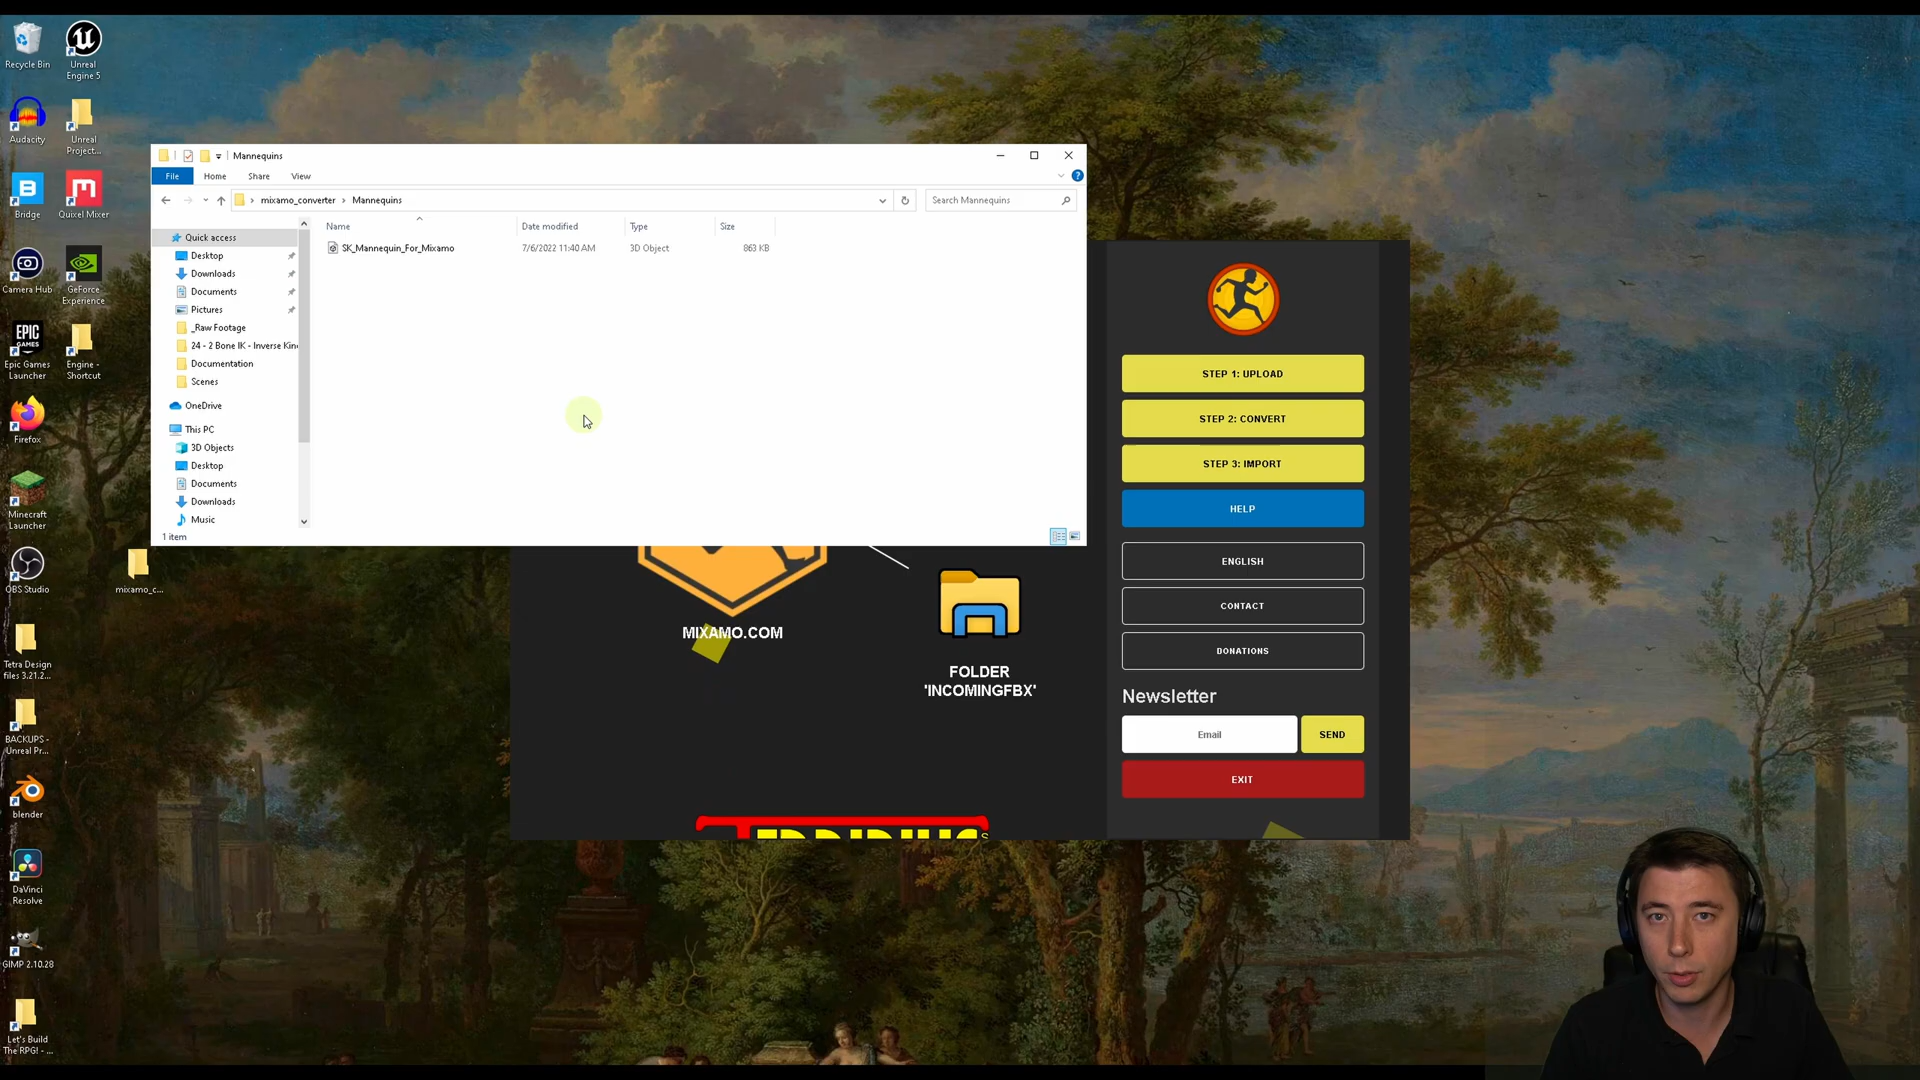 Recycle Bin
Unreal
Engine 5
Audacity
Unreal
Project...
Bridge
Quixel Mixer
Camera Hub
GeForce
Experience
EPIC
GAMES
Epic Games
Launcher
Engine -
Shortcut
Firefox
Minecraft
Launcher
OBS Studio
mixamo_c...
Tetra Design
files 3.21.2...
BACKUPS -
Unreal Pr...
blender
DaVinci
Resolve
GIMP 2.10.28
Let's Build
The RPG! - ...
Mannequins
File
Home
Share
View
mixamo_converter
Mannequins
Search Mannequins
Name
Date modified
Type
Size
SK_Mannequin_For_Mixamo
7/6/2022 11:40 AM
3D Object
863 KB
Quick access
Desktop
Downloads
Documents
Pictures
_Raw Footage
24 - 2 Bone IK - Inverse Kin
Documentation
Scenes
OneDrive
This PC
3D Objects
Desktop
Documents
Downloads
Music
1 item
MIXAMO.COM
FOLDER
'INCOMINGFBX'
STEP 1: UPLOAD
STEP 2: CONVERT
STEP 3: IMPORT
HELP
ENGLISH
CONTACT
DONATIONS
Newsletter
Email
SEND
EXIT